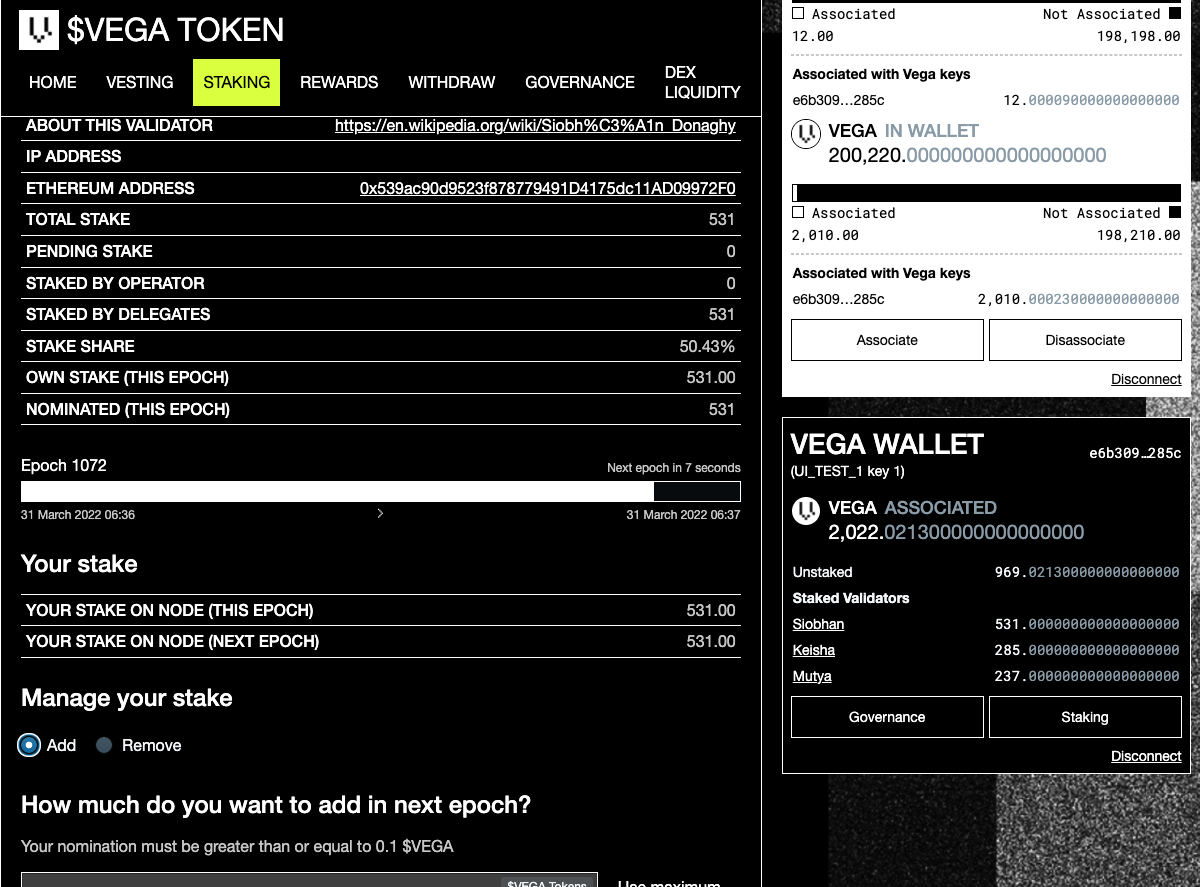 $VEGA TOKEN
HOME VESTING STAKING REWARDS WITHDRAW GOVERNANCE DEX LIQUIDITY
ABOUT THIS VALIDATOR https://en.wikipedia.org/wiki/Siobh%C3%A1n_Donaghy
IP ADDRESS
ETHEREUM ADDRESS 0x539ac90d9523f878779491D4175dc11AD09972F0
TOTAL STAKE 531
PENDING STAKE 0
STAKED BY OPERATOR 0
STAKED BY DELEGATES 531
STAKE SHARE 50.43%
OWN STAKE (THIS EPOCH) 531.00
NOMINATED (THIS EPOCH) 531
Epoch 1072 Next epoch in 7 seconds
31 March 2022 06:36 31 March 2022 06:37
Your stake
YOUR STAKE ON NODE (THIS EPOCH) 531.00
YOUR STAKE ON NODE (NEXT EPOCH) 531.00
Manage your stake
Add Remove
How much do you want to add in next epoch?
Your nomination must be greater than or equal to 0.1 $VEGA
$VEGA Tokens Use maximum
Associated Not Associated
12.00 198,198.00
Associated with Vega keys
e6b309…285c 12.000090000000000000
VEGA IN WALLET
200,220.000000000000000000
Associated Not Associated
2,010.00 198,210.00
Associated with Vega keys
e6b309…285c 2,010.000230000000000000
Associate Disassociate
Disconnect
VEGA WALLET e6b309…285c
(UI_TEST_1 key 1)
VEGA ASSOCIATED
2,022.021300000000000000
Unstaked 969.021300000000000000
Staked Validators
Siobhan 531.000000000000000000
Keisha 285.000000000000000000
Mutya 237.000000000000000000
Governance Staking
Disconnect